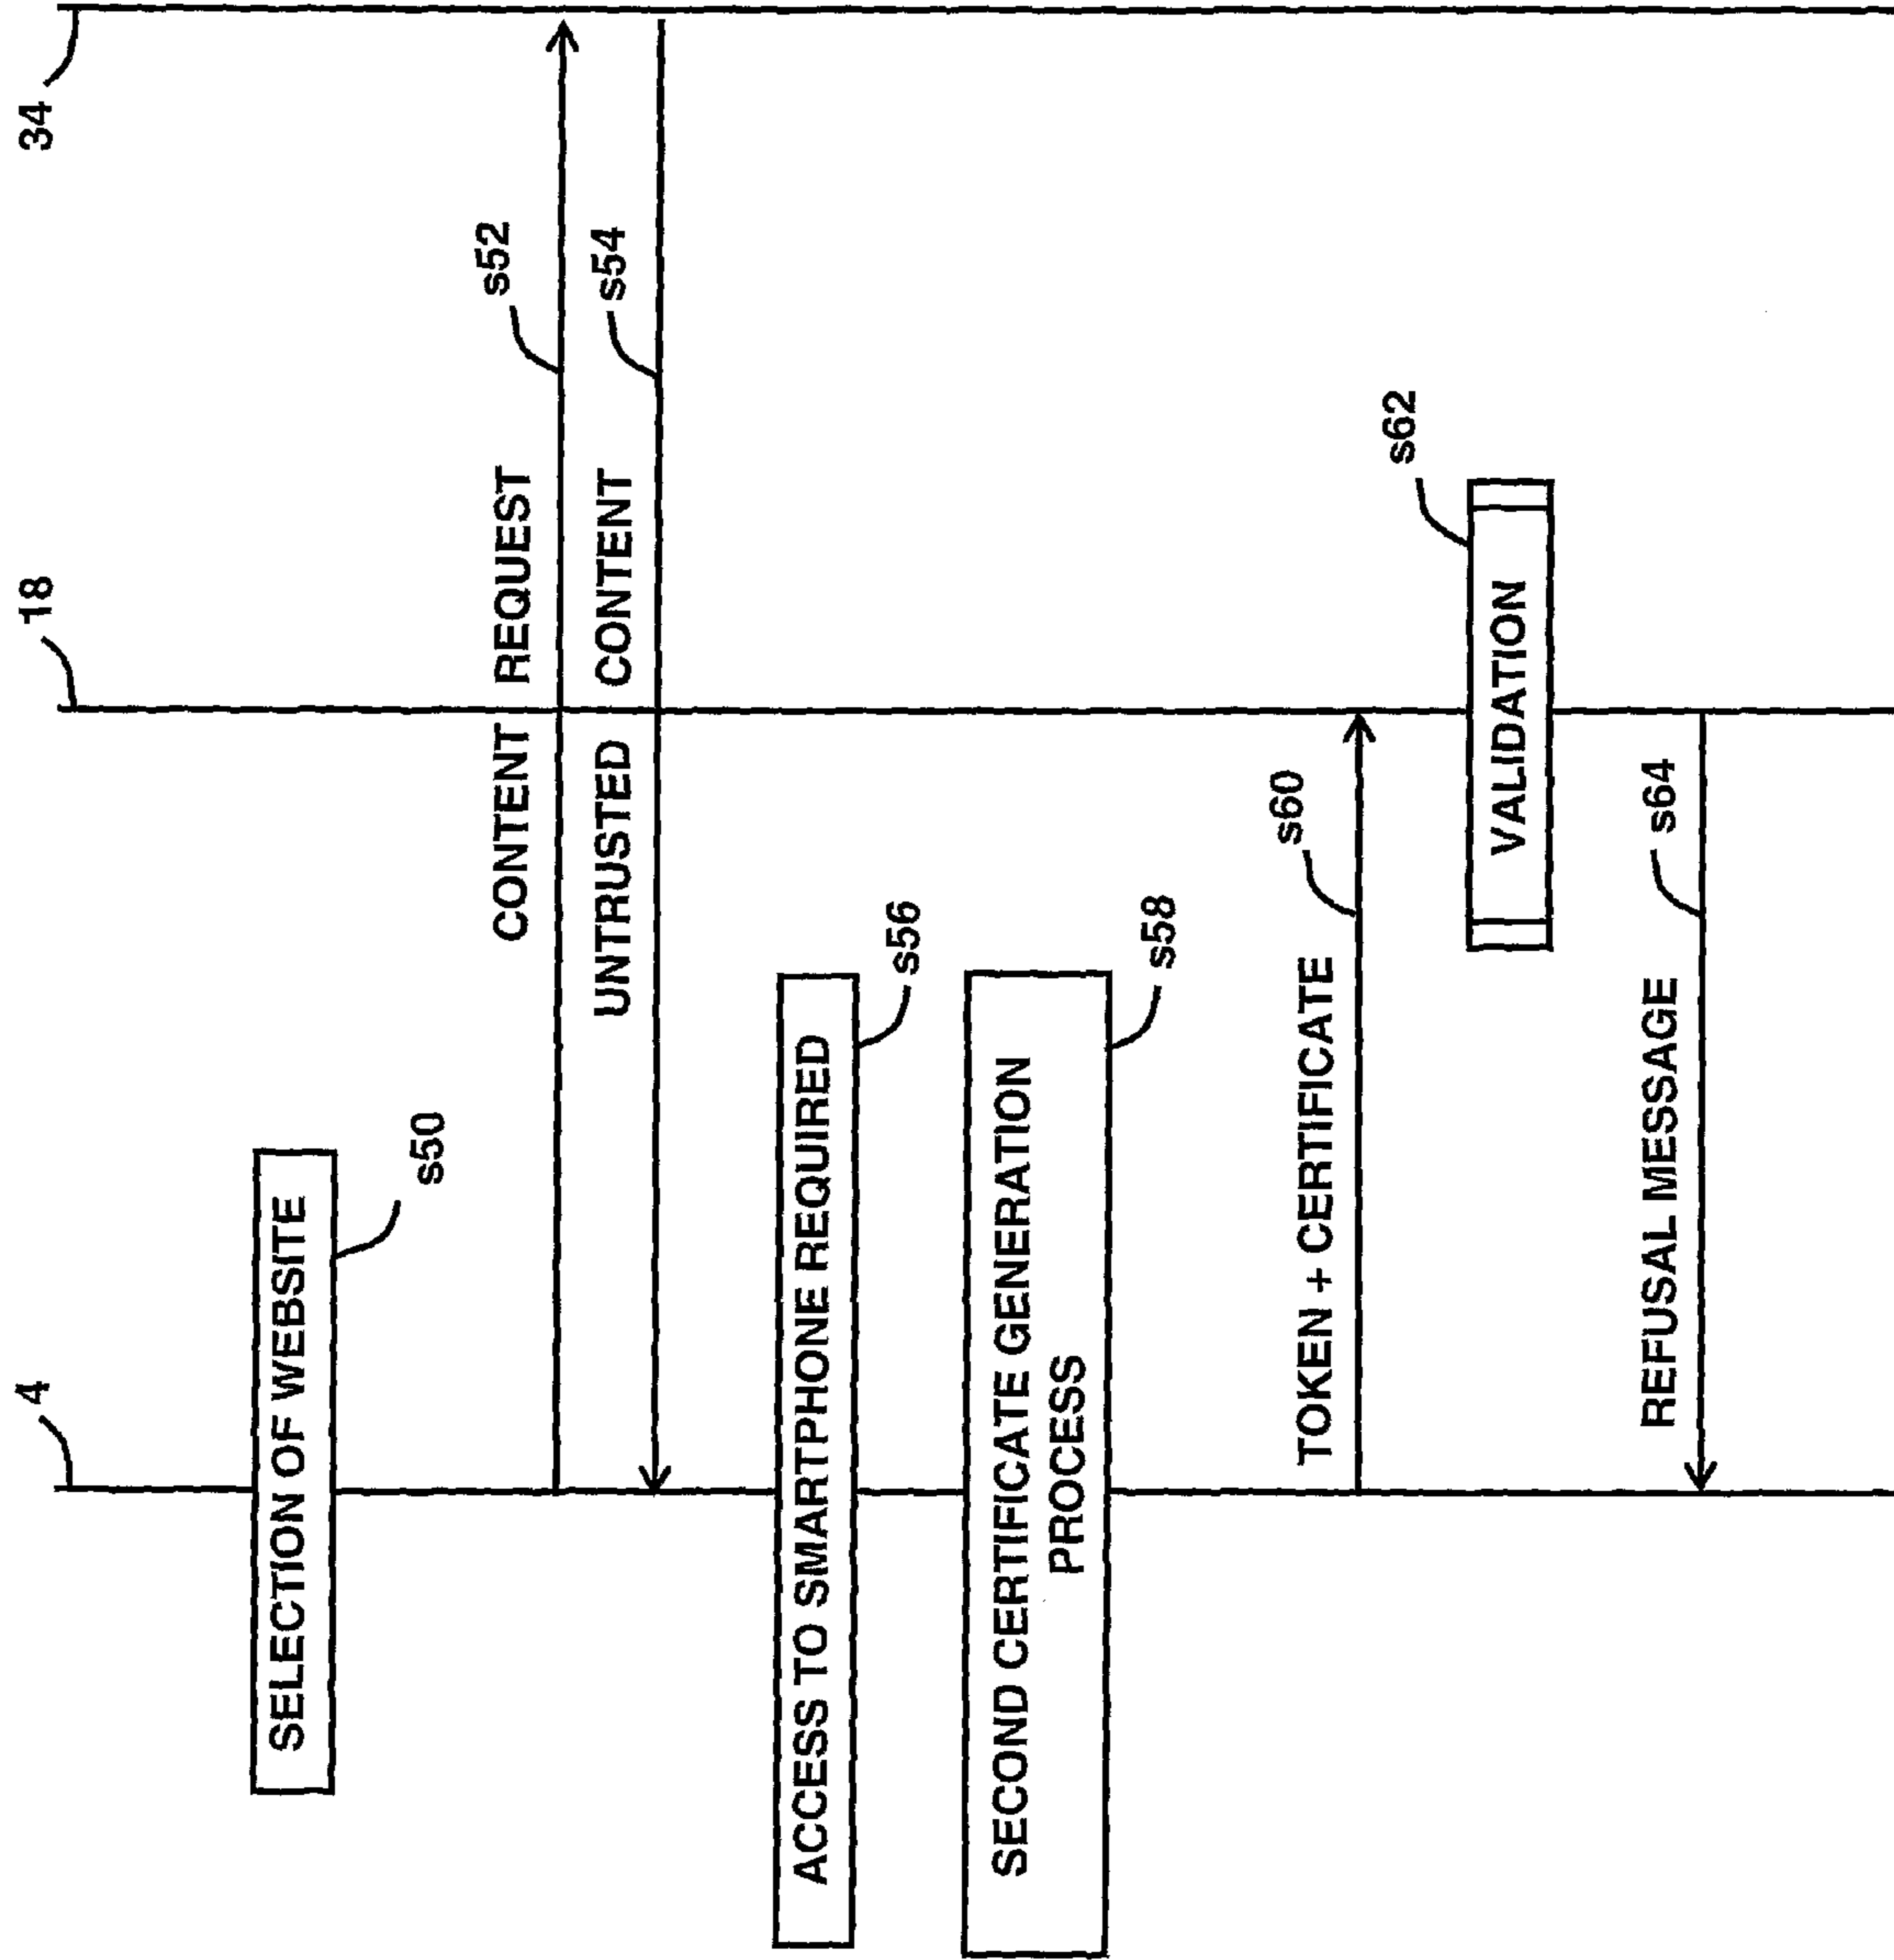 4
18
34
SELECTION OF WEBSITE
s50
CONTENT REQUEST
s52
UNTRUSTED CONTENT
s54
ACCESS TO SMARTPHONE REQUIRED
s56
SECOND CERTIFICATE GENERATION
PROCESS
s58
TOKEN + CERTIFICATE
s60
VALIDATION
s62
REFUSAL MESSAGE
s64